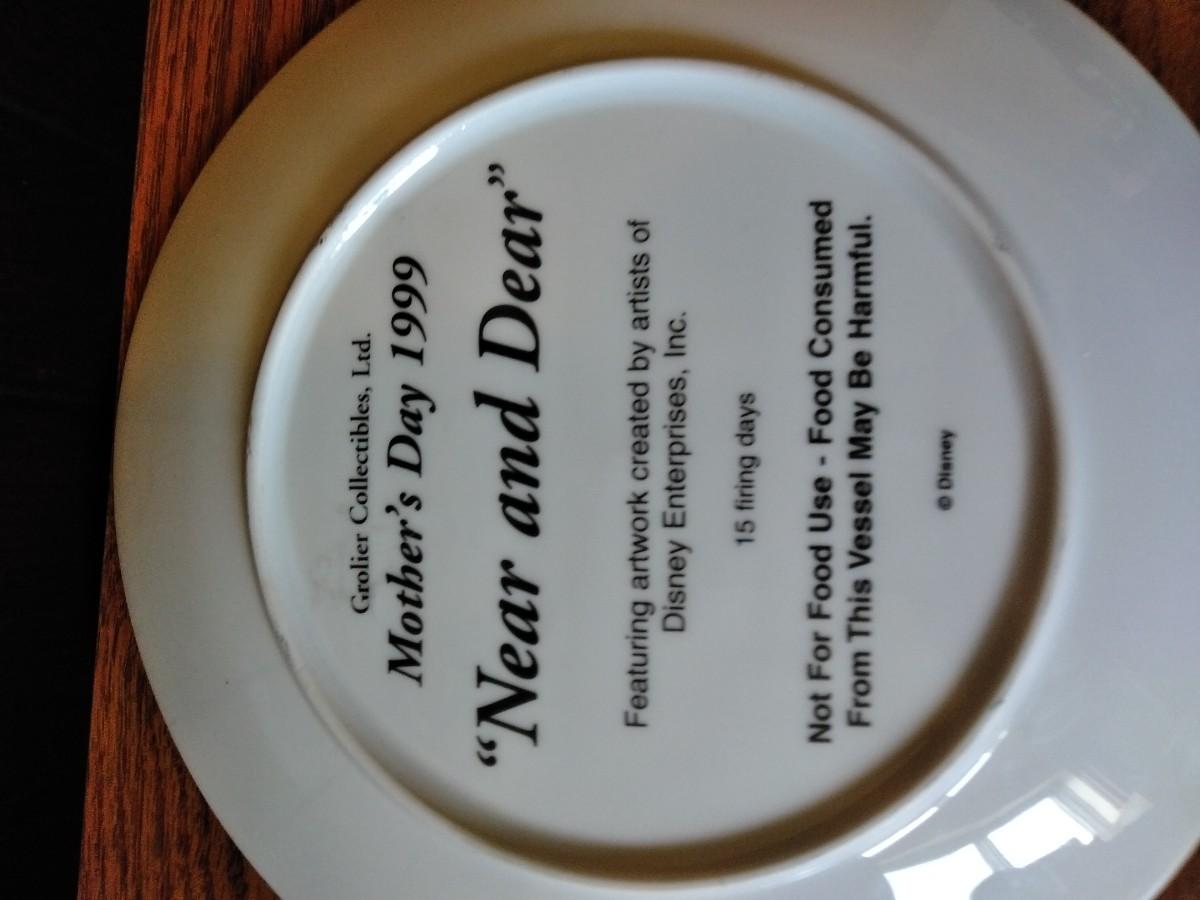 Grolier Collectibles, Ltd.
Mother's Day 1999
“Near and Dear”
Featuring artwork created by artists of
Disney Enterprises, Inc.
15 firing days
Not For Food Use - Food Consumed
From This Vessel May Be Harmful.
© Disney